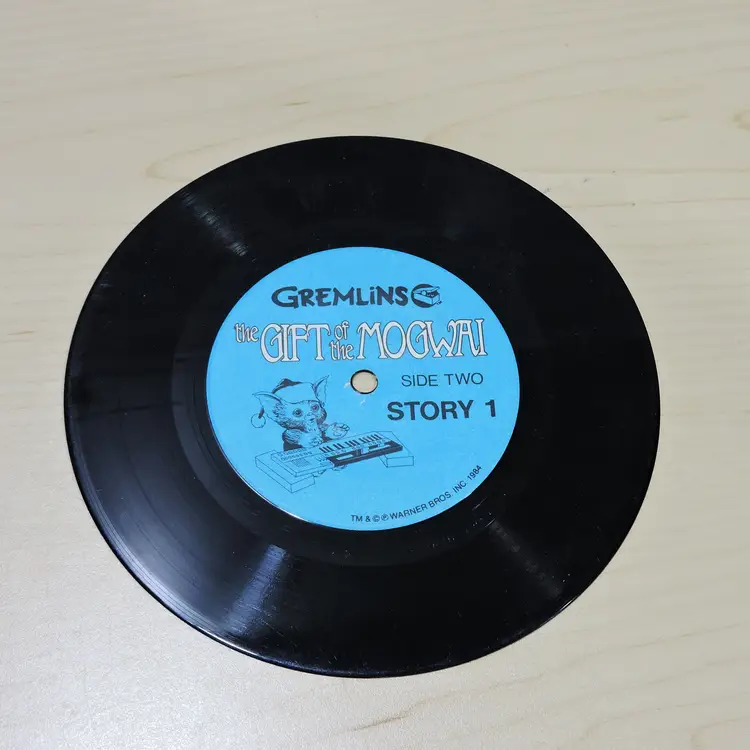 GREMLiNS
the GIFT of the MOGWAI
SIDE TWO
STORY 1
TM & © ℗ WARNER BROS. INC 1984